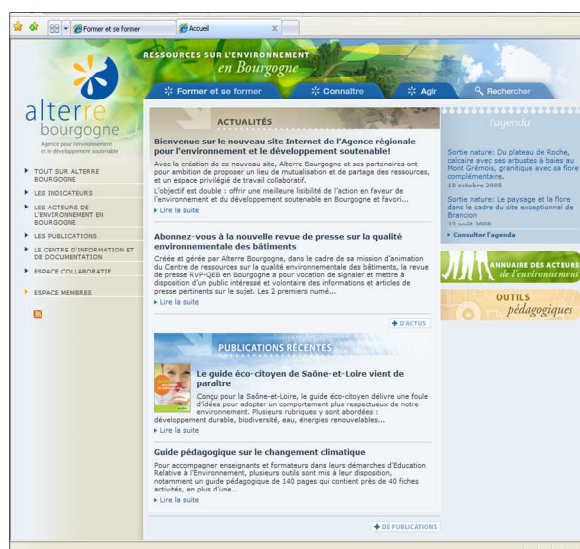 Former et se former
Accueil
X
RESSOURCES SUR L'ENVIRONNEMENT
en Bourgogne
Former et se former
Connaître
Agir
Rechercher
alterre
bourgogne
Agence pour l'environnement
et le développement soutenable
TOUT SUR ALTERRE
BOURGOGNE
LES INDICATEURS
LES ACTEURS DE
L'ENVIRONNEMENT EN
BOURGOGNE
LES PUBLICATIONS
LE CENTRE D'INFORMATION ET
DE DOCUMENTATION
ESPACE COLLABORATIF
ESPACE MEMBRES
ACTUALITÉS
Bienvenue sur le nouveau site Internet de l'Agence régionale
pour l'environnement et le développement soutenable!
Avec la création de ce nouveau site, Alterre Bourgogne et ses partenaires ont
pour ambition de proposer un lieu de mutualisation et de partage des ressources,
et un espace privilégié de travail collaboratif.
L'objectif est double : offrir une meilleure lisibilité de l'action en faveur de
l'environnement et du développement soutenable en Bourgogne et favori...
Lire la suite
Abonnez-vous à la nouvelle revue de presse sur la qualité
environnementale des bâtiments
Créée et gérée par Alterre Bourgogne, dans le cadre de sa mission d'animation
du Centre de ressources sur la qualité environnementale des bâtiments, la revue
de presse RVP-QEB en Bourgogne a pour vocation de signaler et mettre à
disposition d'un public intéressé et volontaire des informations et articles de
presse pertinents sur le sujet. Les 2 premiers numé...
Lire la suite
+ D'ACTUS
PUBLICATIONS RÉCENTES
Le guide éco-citoyen de Saône-et-Loire vient de
paraître
Conçu pour la Saône-et-Loire, le guide éco-citoyen délivre une foule
d'idées pour adopter un comportement plus respectueux de notre
environnement. Plusieurs rubriques y sont abordées :
développement durable, biodiversité, eau, énergies renouvelables...
Lire la suite
Guide pédagogique sur le changement climatique
Pour accompagner enseignants et formateurs dans leurs démarches d'Education
Relative à l'Environnement, plusieurs outils sont mis à leur disposition,
notamment un guide pédagogique de 140 pages qui contient près de 40 fiches
activités, en plus d'une...
Lire la suite
+ DE PUBLICATIONS
l'agenda
Sortie nature: Du plateau de Roche,
calcaire avec ses arbustes à baies au
Mont Grémois, granitique avec sa flore
complémentaire.
18 octobre 2008
Sortie nature: Le paysage et la flore
dans le cadre du site exceptionnel de
Brancion
23 août 2008
Consulter l'agenda
ANNUAIRE DES ACTEURS
de l'environnement
OUTILS
pédagogiques